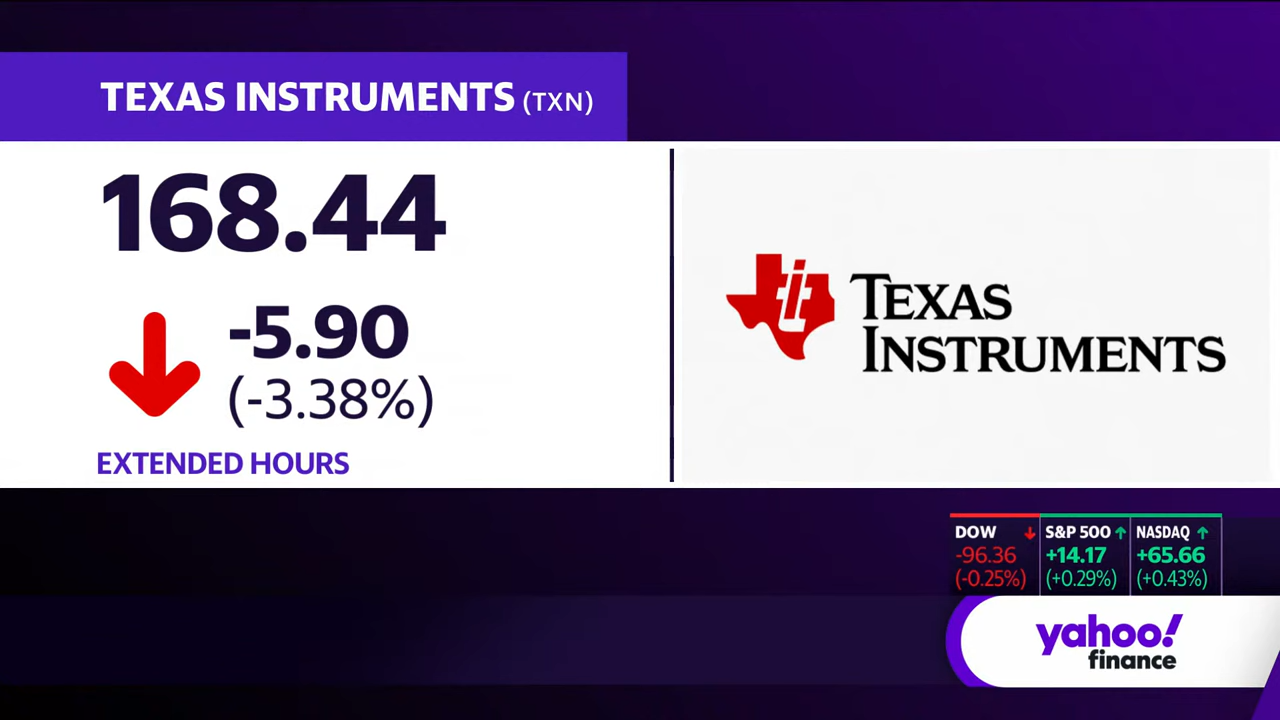 TEXAS INSTRUMENTS (TXN)
168.44
-5.90
(-3.38%)
EXTENDED HOURS
ti
TEXAS
INSTRUMENTS
DOW ↓
-96.36
(-0.25%)
S&P 500 ↑
+14.17
(+0.29%)
NASDAQ ↑
+65.66
(+0.43%)
yahoo!
finance